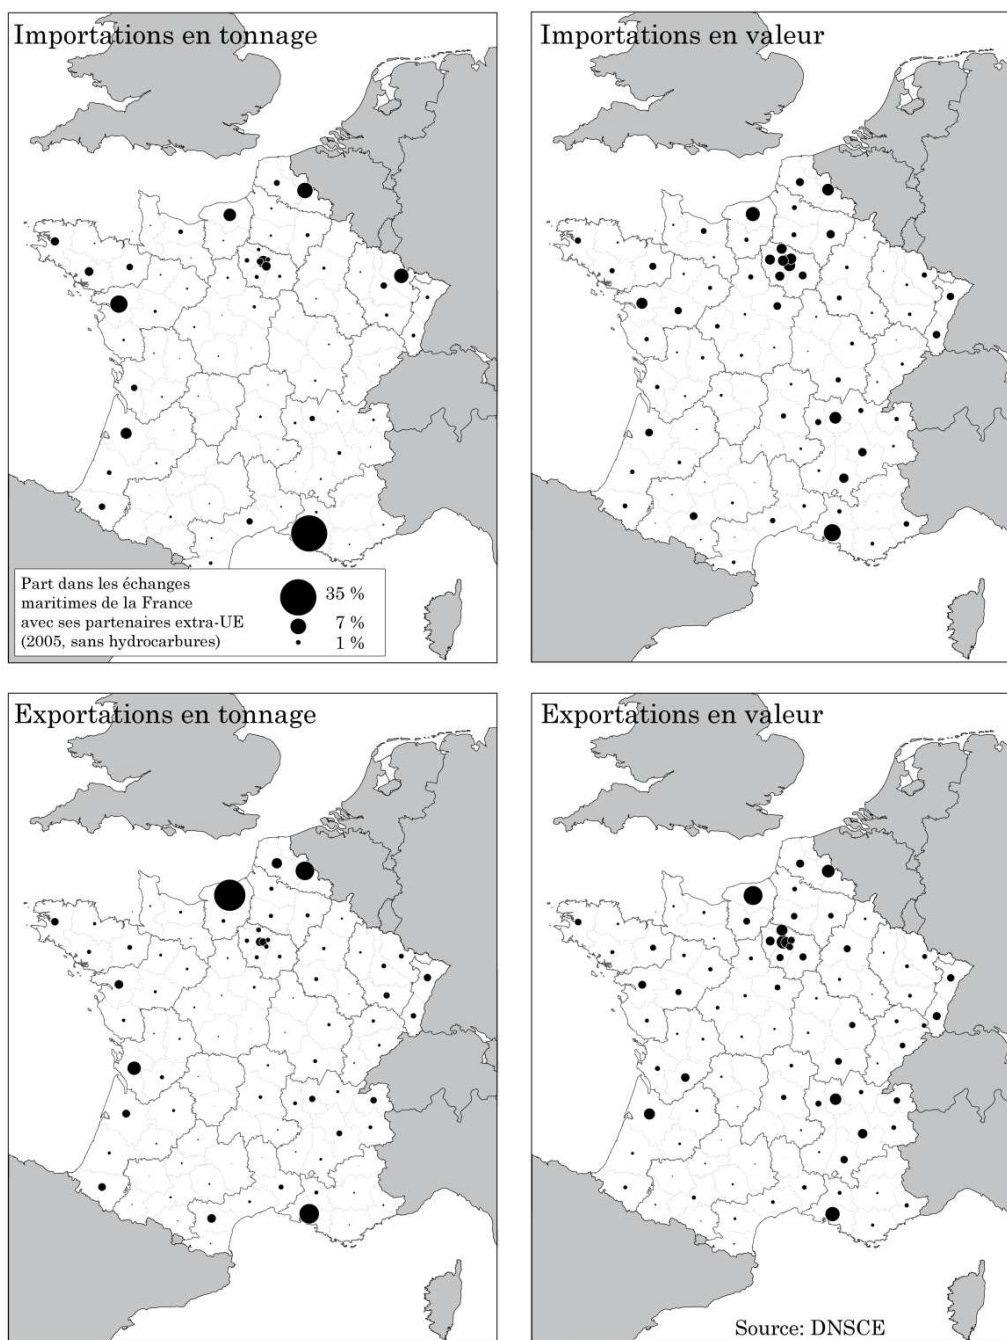 Importations en tonnage
Importations en valeur
Part dans les échanges
maritimes de la France
avec ses partenaires extra-UE
(2005, sans hydrocarbures)
35 %
7 %
1 %
Exportations en tonnage
Exportations en valeur
Source: DNSCE